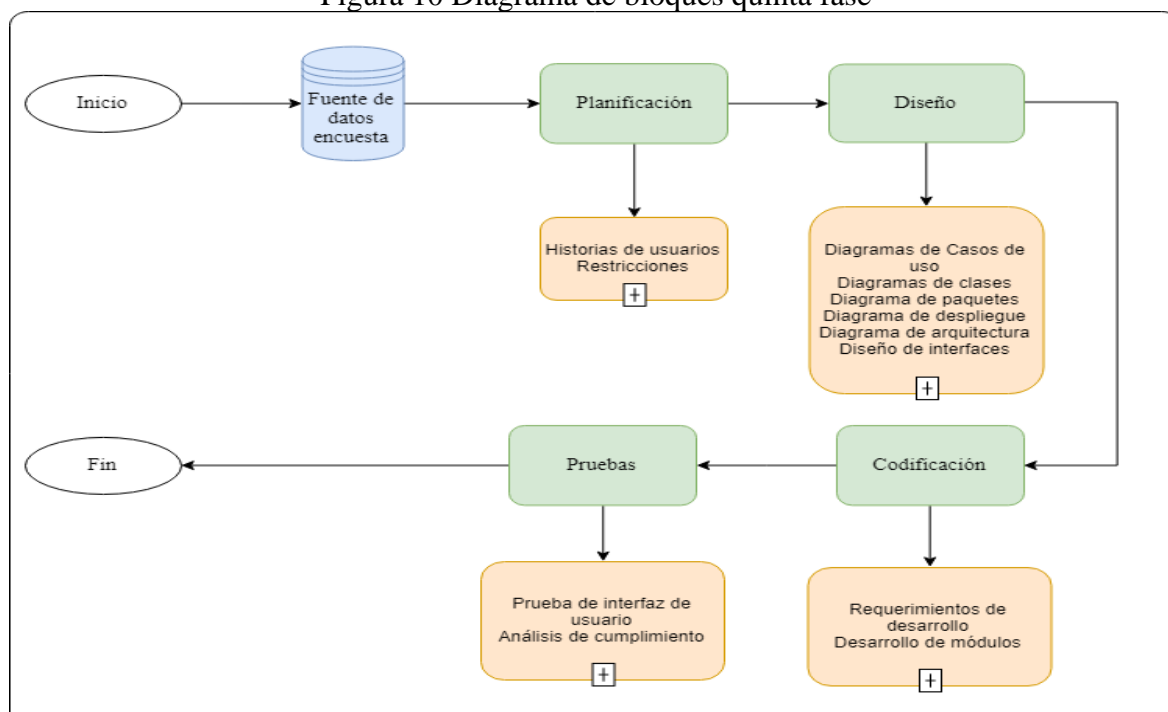 Figura 10 Diagrama de bloques quinta fase
Inicio
Fuente de
datos
encuesta
Planificación
Diseño
Historias de usuarios
Restricciones
Diagramas de Casos de
uso
Diagramas de clases
Diagrama de paquetes
Diagrama de despliegue
Diagrama de arquitectura
Diseño de interfaces
Fin
Pruebas
Codificación
Prueba de interfaz de
usuario
Análisis de cumplimiento
Requerimientos de
desarrollo
Desarrollo de módulos